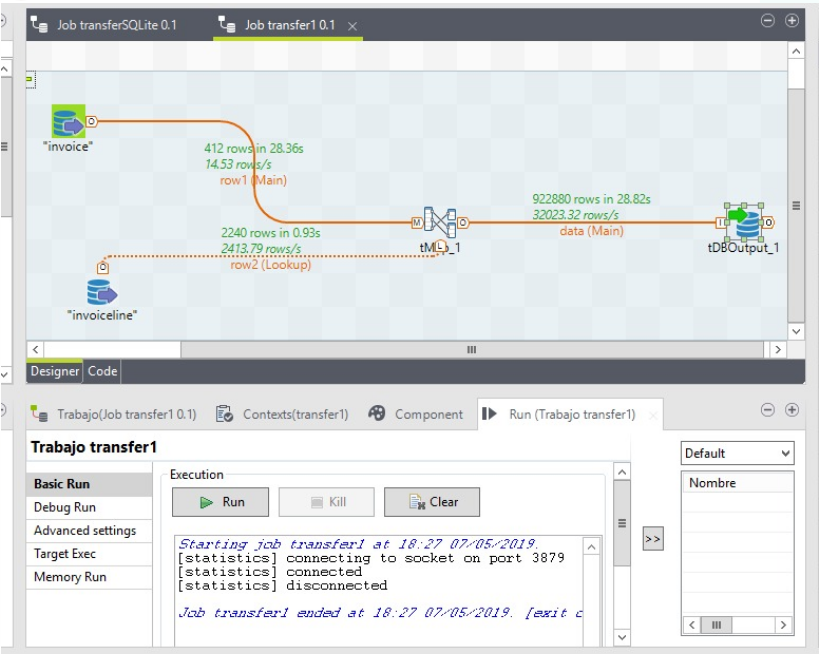 Job transferSQLite 0.1
Job transfer1 0.1
"invoice"
412 rows in 28.36s
14.53 rows/s
row1 (Main)
922880 rows in 28.82s
32023.32 rows/s
data (Main)
2240 rows in 0.93s
2413.79 rows/s
row2 (Lookup)
tMap_1
tDBOutput_1
"invoiceline"
Designer
Code
Trabajo(Job transfer1 0.1)
Contexts(transfer1)
Component
Run (Trabajo transfer1)
Trabajo transfer1
Default
Basic Run
Debug Run
Advanced settings
Target Exec
Memory Run
Execution
Run
Kill
Clear
Nombre
Starting job transfer1 at 18:27 07/05/2019.
[statistics] connecting to socket on port 3879
[statistics] connected
[statistics] disconnected
Job transfer1 ended at 18:27 07/05/2019. [exit c
>>